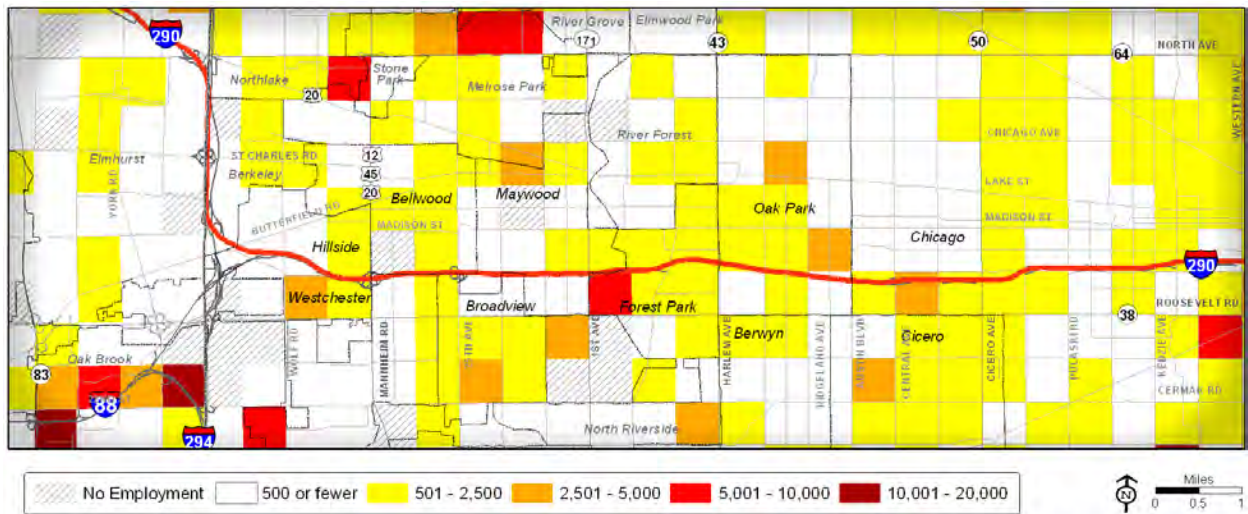 River Grove
Elmwood Park
290
171
43
50
64
NORTH AVE
Northlake
Stone
Park
Melrose Park
20
WESTERN AVE
River Forest
CHICAGO AVE
Elmhurst
ST CHARLES RD
12
Berkeley
45
LAKE ST
YORK RD
20
Bellwood
Maywood
Oak Park
BUTTERFIELD RD
MADISON ST
MADISON ST
Hillside
Chicago
290
Westchester
Broadview
Forest Park
ROOSEVELT RD
38
Berwyn
Cicero
Oak Brook
WOLF RD
MANNHEIM RD
1ST AVE
HARLEM AVE
RIDGELAND AVE
AUSTIN BLVD
CENTRAL AVE
CICERO AVE
PULASKI RD
KEDZIE AVE
83
CERMAK RD
88
294
North Riverside
No Employment
500 or fewer
501 - 2,500
2,501 - 5,000
5,001 - 10,000
10,001 - 20,000
N
Miles
0 0.5 1